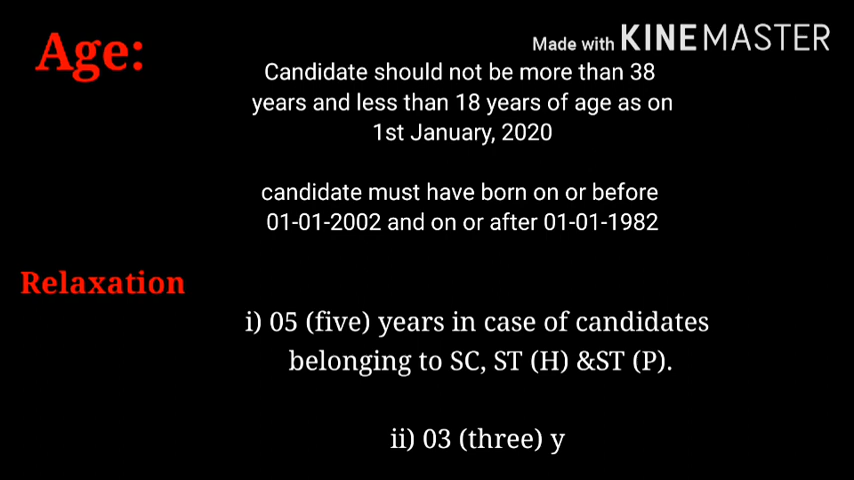 Age:
Made with KINEMASTER
Candidate should not be more than 38
years and less than 18 years of age as on
1st January, 2020
candidate must have born on or before
01-01-2002 and on or after 01-01-1982
Relaxation
i) 05 (five) years in case of candidates
belonging to SC, ST (H) &ST (P).
ii) 03 (three) y